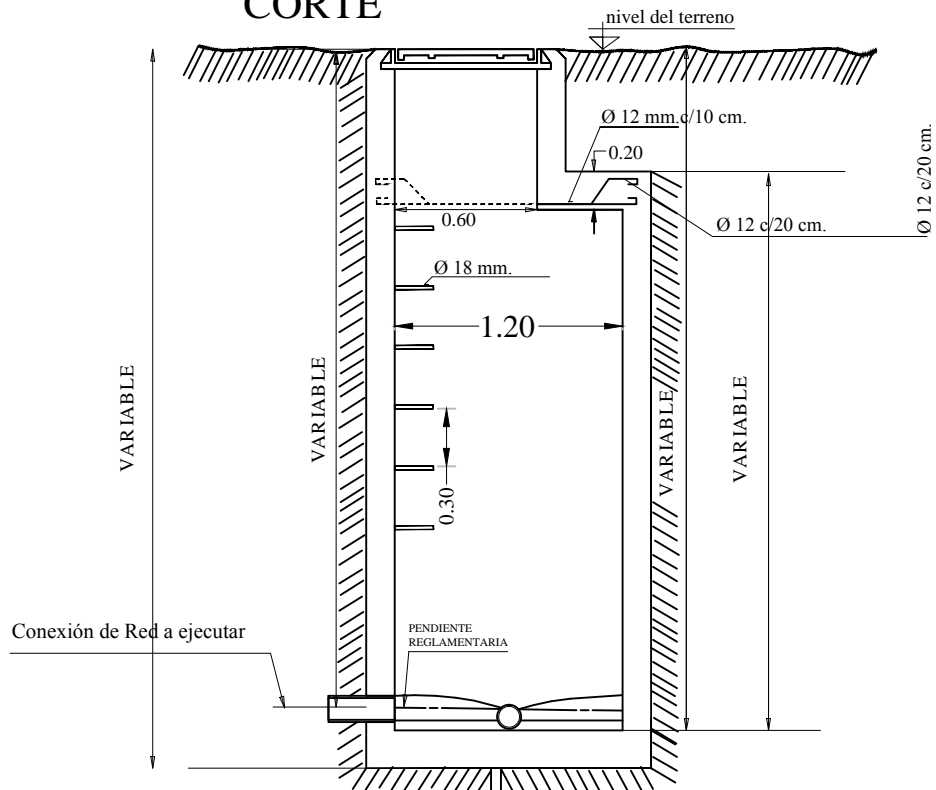 CORTE
nivel del terreno
Ø 12 mm.c/10 cm.
0.20
Ø 12 c/20 cm.
0.60
Ø 12 c/20 cm.
Ø 18 mm.
1.20
VARIABLE
VARIABLE
VARIABLE
VARIABLE
0.30
Conexión de Red a ejecutar
PENDIENTE
REGLAMENTARIA